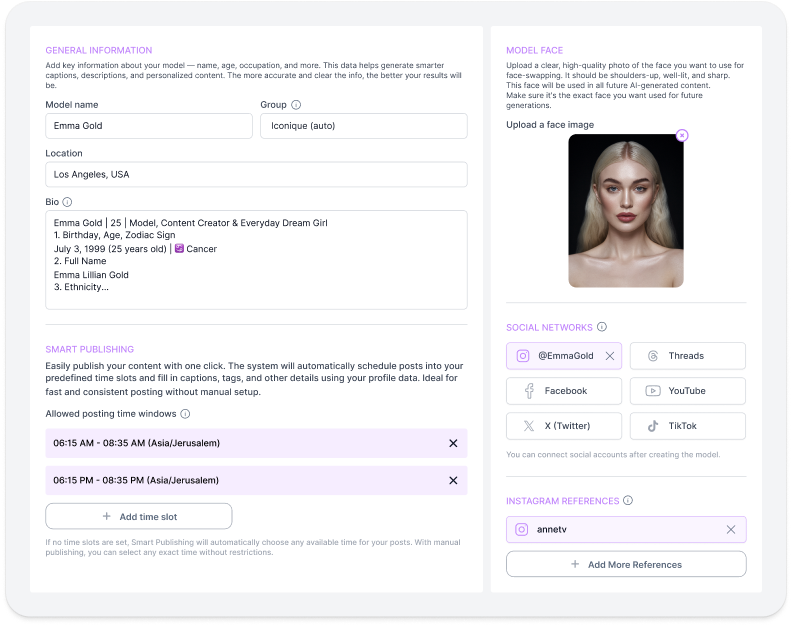 GENERAL INFORMATION
Add key information about your model — name, age, occupation, and more. This data helps generate smarter
captions, descriptions, and personalized content. The more accurate and clear the info, the better your results will
be.
Model name
Group
Emma Gold
Iconique (auto)
Location
Los Angeles, USA
Bio
Emma Gold | 25 | Model, Content Creator & Everyday Dream Girl
1. Birthday, Age, Zodiac Sign
July 3, 1999 (25 years old) | ♋ Cancer
2. Full Name
Emma Lillian Gold
3. Ethnicity...
SMART PUBLISHING
Easily publish your content with one click. The system will automatically schedule posts into your
predefined time slots and fill in captions, tags, and other details using your profile data. Ideal for
fast and consistent posting without manual setup.
Allowed posting time windows
06:15 AM - 08:35 AM (Asia/Jerusalem)
06:15 PM - 08:35 PM (Asia/Jerusalem)
+ Add time slot
If no time slots are set, Smart Publishing will automatically choose any available time for your posts. With manual
publishing, you can select any exact time without restrictions.
MODEL FACE
Upload a clear, high-quality photo of the face you want to use for
face-swapping. It should be shoulders-up, well-lit, and sharp.
This face will be used in all future AI-generated content.
Make sure it's the exact face you want used for future
generations.
Upload a face image
SOCIAL NETWORKS
@EmmaGold
Threads
Facebook
YouTube
X (Twitter)
TikTok
You can connect social accounts after creating the model.
INSTAGRAM REFERENCES
annetv
+ Add More References